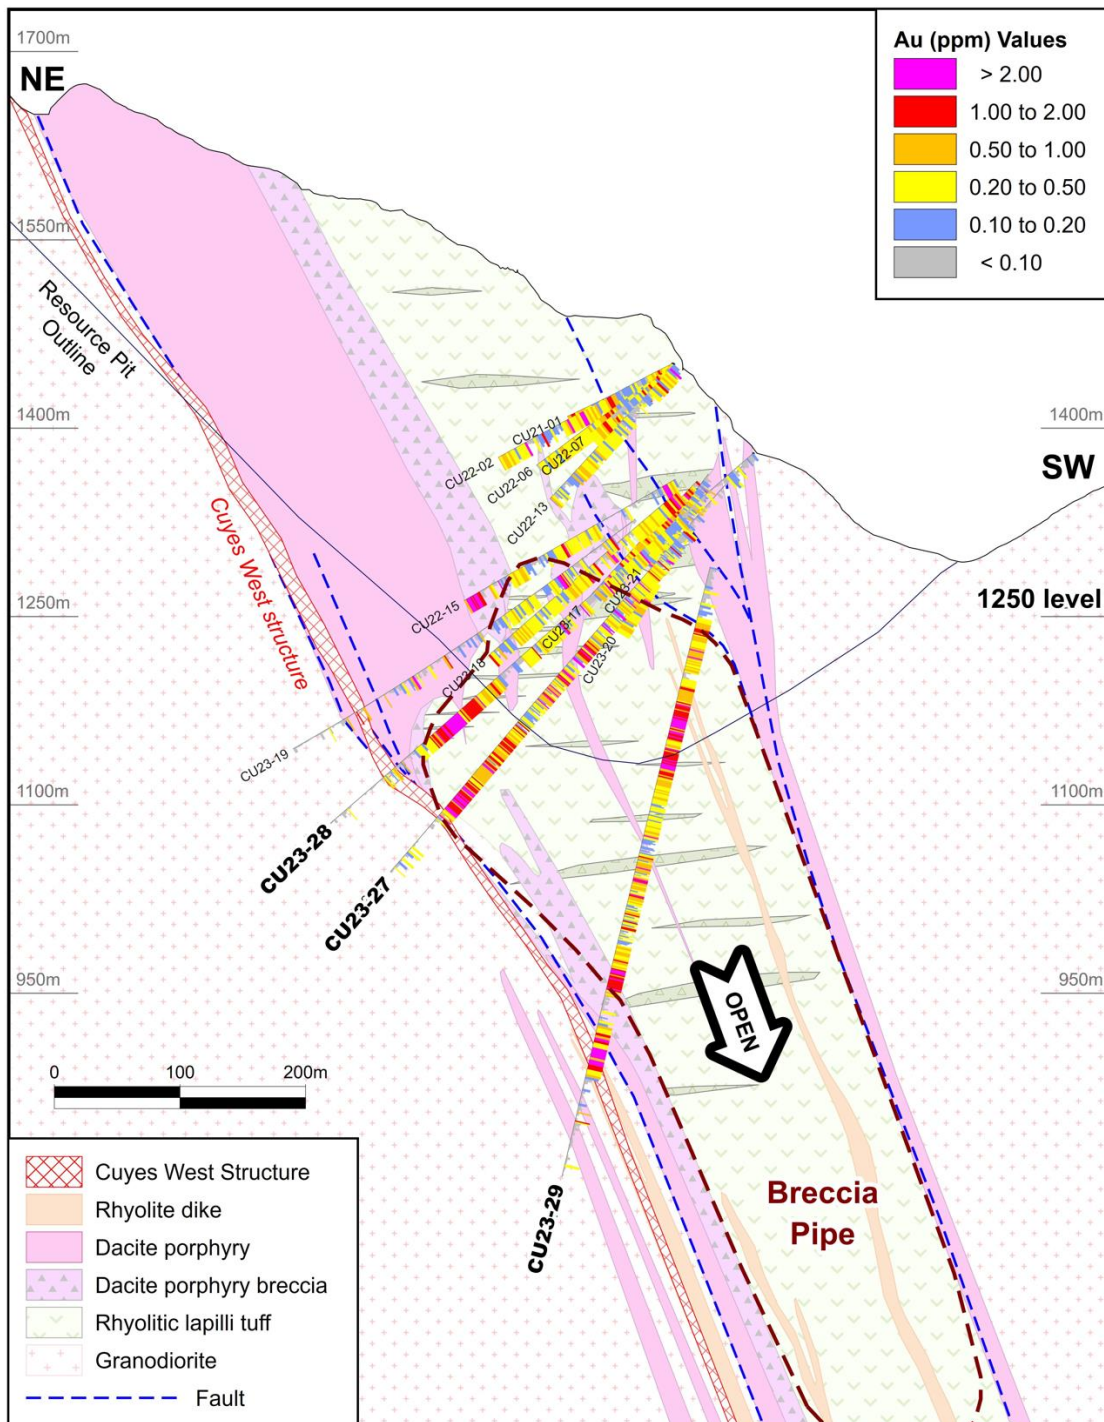 1700m
NE
Au (ppm) Values
> 2.00
1.00 to 2.00
0.50 to 1.00
0.20 to 0.50
0.10 to 0.20
< 0.10
1550m
Resource Pit
Outline
1400m
1400m
SW
CU21-01
CU22-02
CU22-06
CU22-07
CU22-13
Cuyes West structure
1250m
1250 level
CU22-15
CU23-21
CU23-17
CU23-20
CU23-18
CU23-19
1100m
1100m
CU23-28
CU23-27
950m
950m
OPEN
0 100 200m
CU23-29
Breccia
Pipe
Cuyes West Structure
Rhyolite dike
Dacite porphyry
Dacite porphyry breccia
Rhyolitic lapilli tuff
Granodiorite
Fault